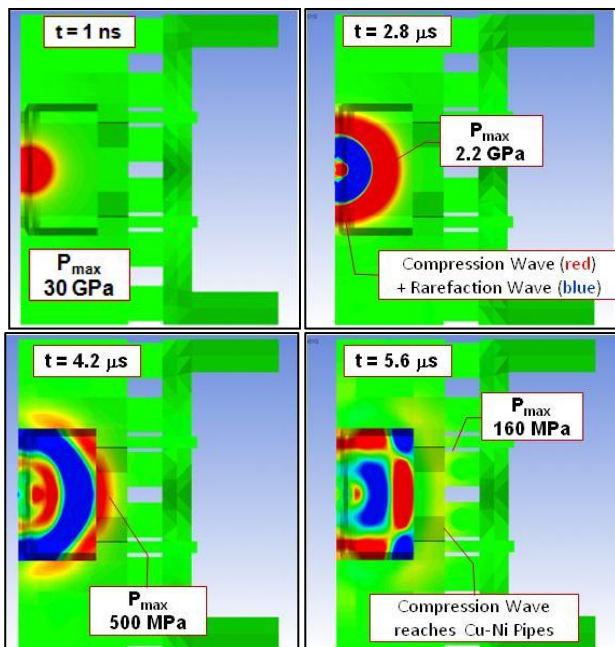 t = 1 ns
P_max
30 GPa
t = 2.8 μs
P_max
2.2 GPa
Compression Wave (red)
+ Rarefaction Wave (blue)
t = 4.2 μs
P_max
500 MPa
t = 5.6 μs
P_max
160 MPa
Compression Wave
reaches Cu-Ni Pipes